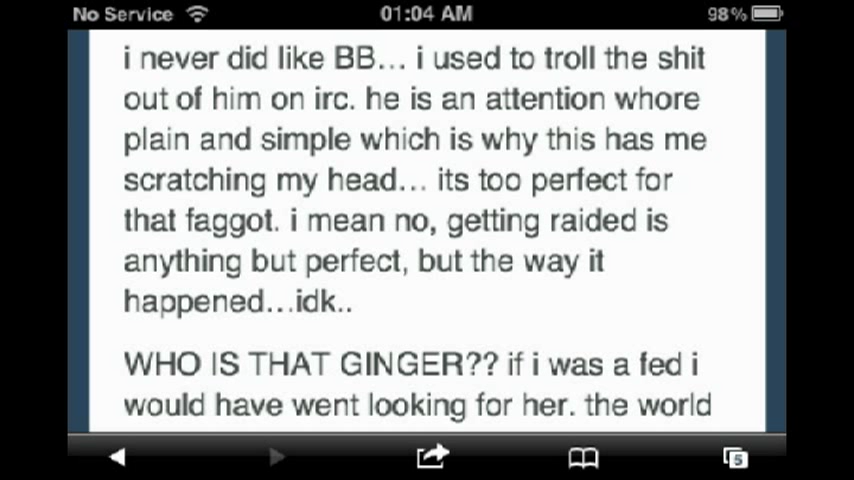 No Service 01:04 AM 98%
i never did like BB... i used to troll the shit
out of him on irc. he is an attention whore
plain and simple which is why this has me
scratching my head... its too perfect for
that faggot. i mean no, getting raided is
anything but perfect, but the way it
happened...idk..
WHO IS THAT GINGER?? if i was a fed i
would have went looking for her. the world
5